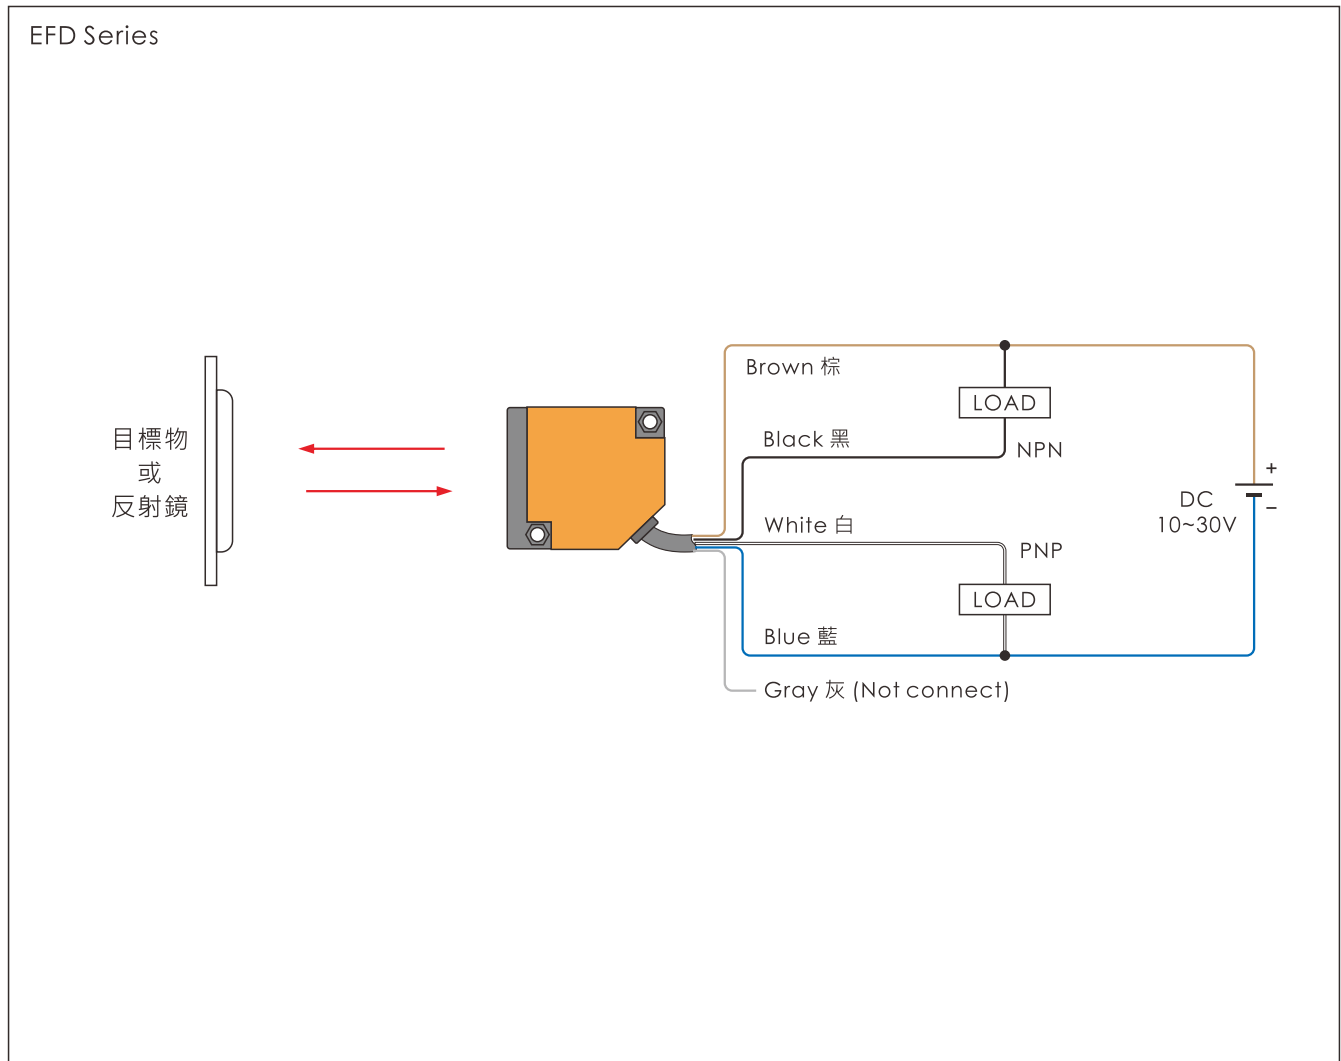 EFD Series
Brown 棕
LOAD
Black 黑
NPN
目標物
或
反射鏡
+
DC
10~30V
−
White 白
PNP
LOAD
Blue 藍
Gray 灰 (Not connect)